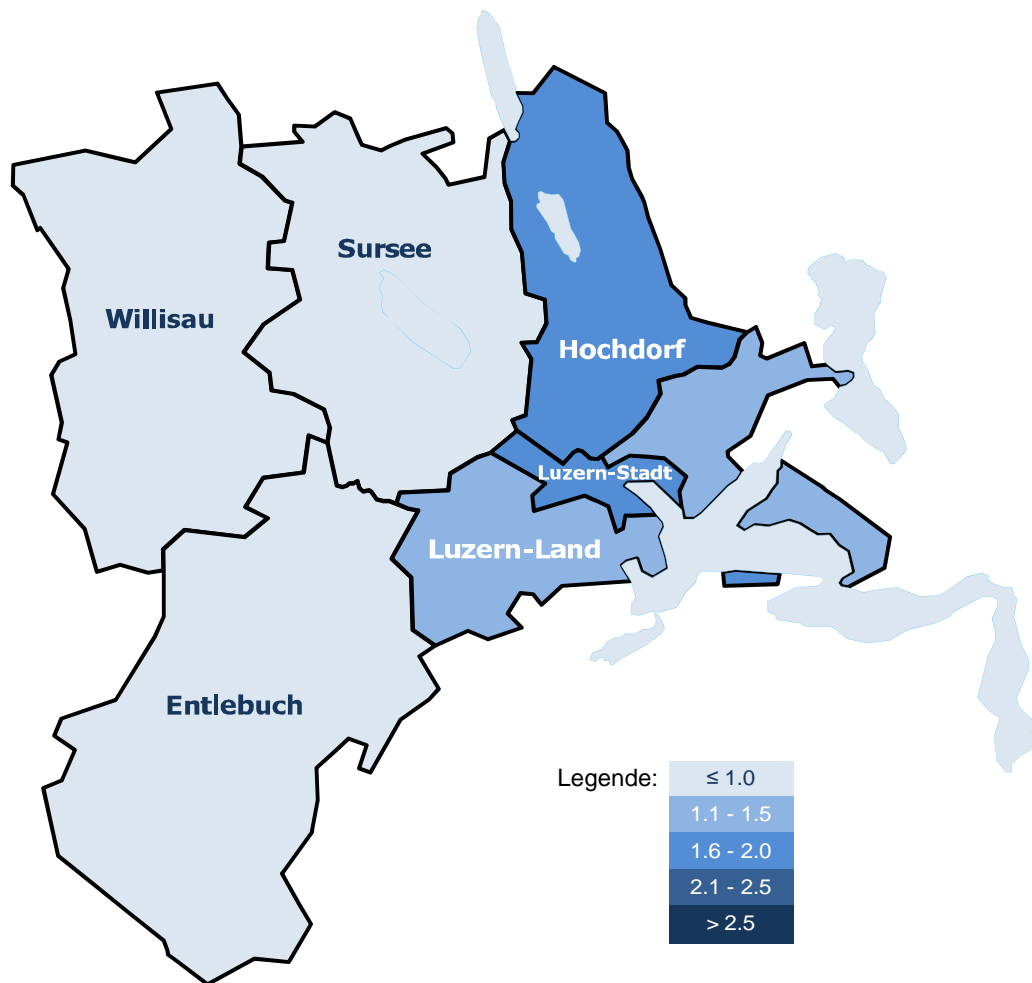 Sursee
Willisau
Hochdorf
Luzern-Stadt
Luzern-Land
Entlebuch
Legende:
≤ 1.0
1.1 - 1.5
1.6 - 2.0
2.1 - 2.5
> 2.5